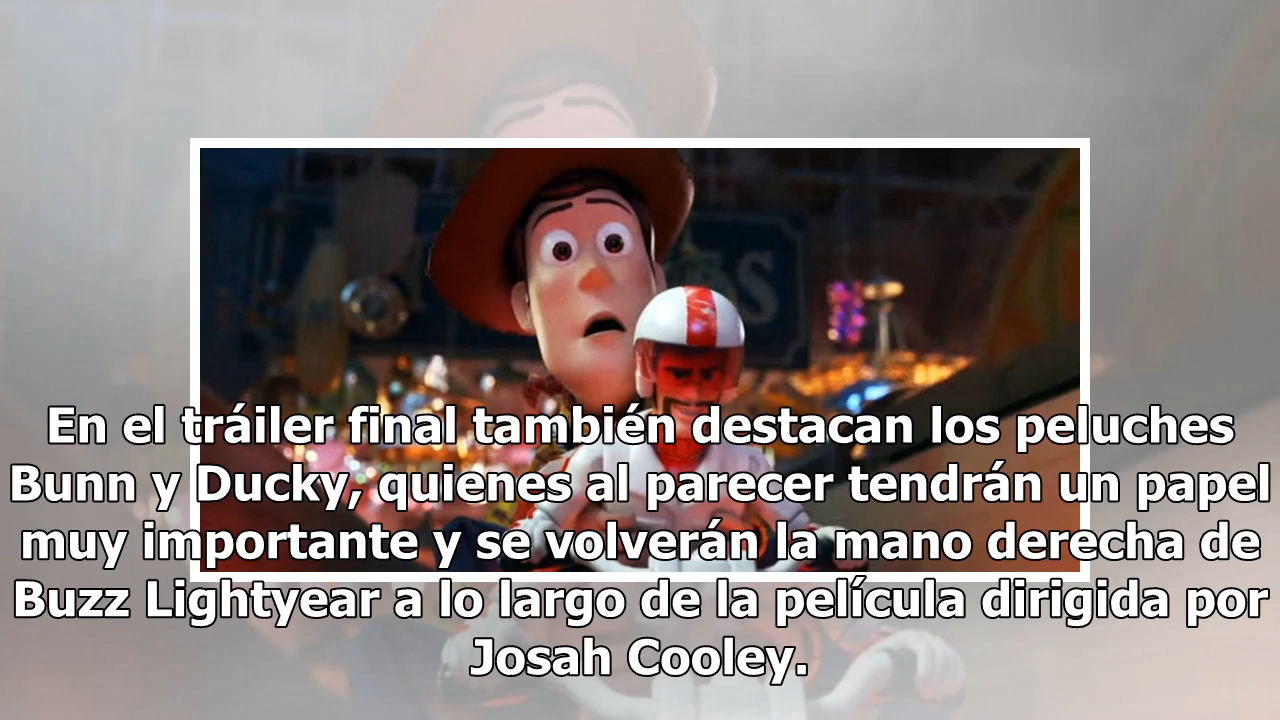 En el tráiler final también destacan los peluches
Bunn y Ducky, quienes al parecer tendrán un papel
muy importante y se volverán la mano derecha de
Buzz Lightyear a lo largo de la película dirigida por
Josah Cooley.